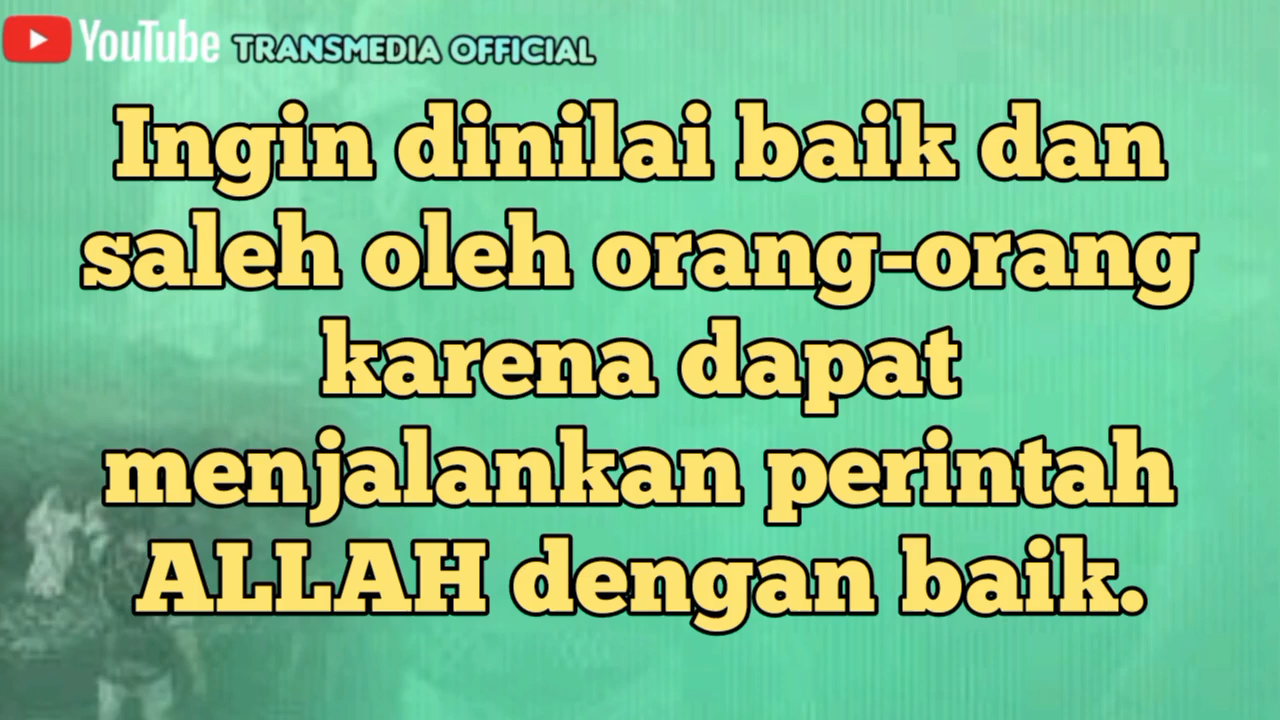 YouTube TRANSMEDIA OFFICIAL
Ingin dinilai baik dan
saleh oleh orang-orang
karena dapat
menjalankan perintah
ALLAH dengan baik.